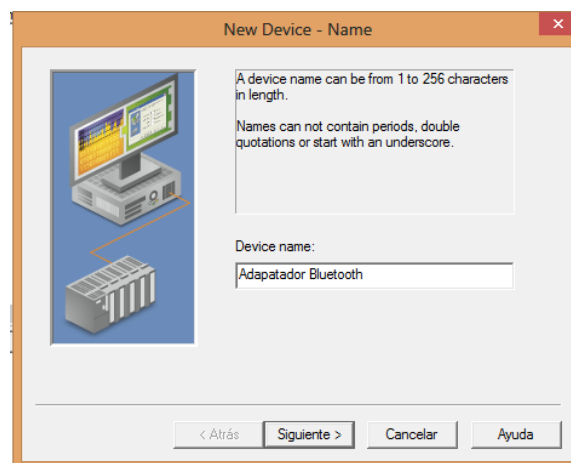 New Device - Name
A device name can be from 1 to 256 characters
in length.
Names can not contain periods, double
quotations or start with an underscore.
Device name:
Adapatador Bluetooth
< Atrás
Siguiente >
Cancelar
Ayuda